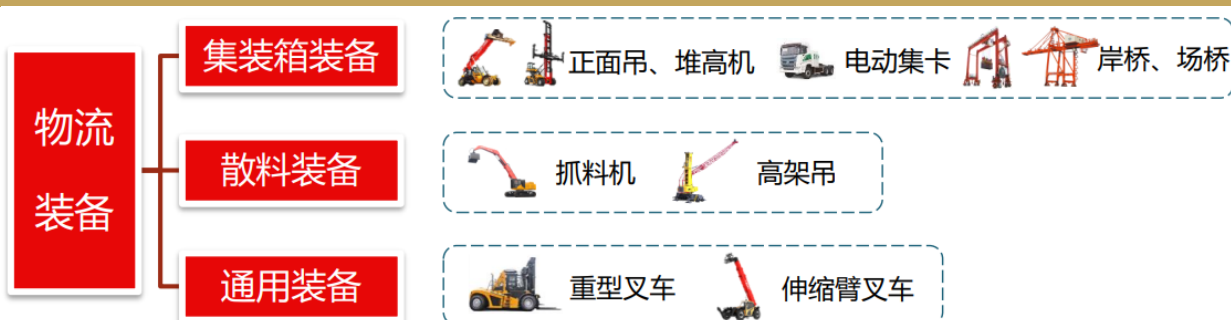 物流
装备
集装箱装备
正面吊、堆高机 电动集卡 岸桥、场桥
散料装备
抓料机 高架吊
通用装备
重型叉车 伸缩臂叉车